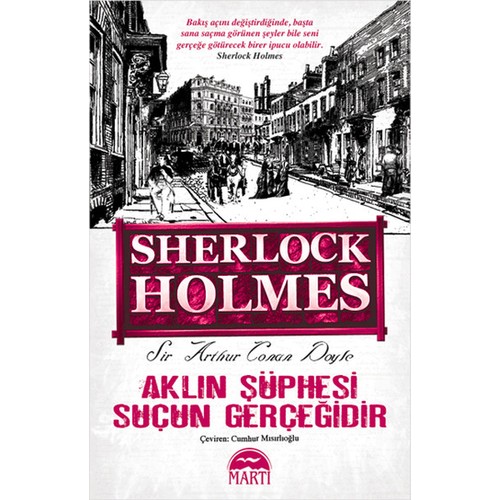 Bakış açını değiştirdiğinde, başta
sana saçma görünen şeyler bile seni
gerçeğe götürecek birer ipucu olabilir.
Sherlock Holmes
SHERLOCK
HOLMES
Sir Arthur Conan Doyle
AKLIN ŞÜPHESİ
SUÇUN GERÇEĞİDİR
Çeviren: Cumhur Mısırlıoğlu
MARTI